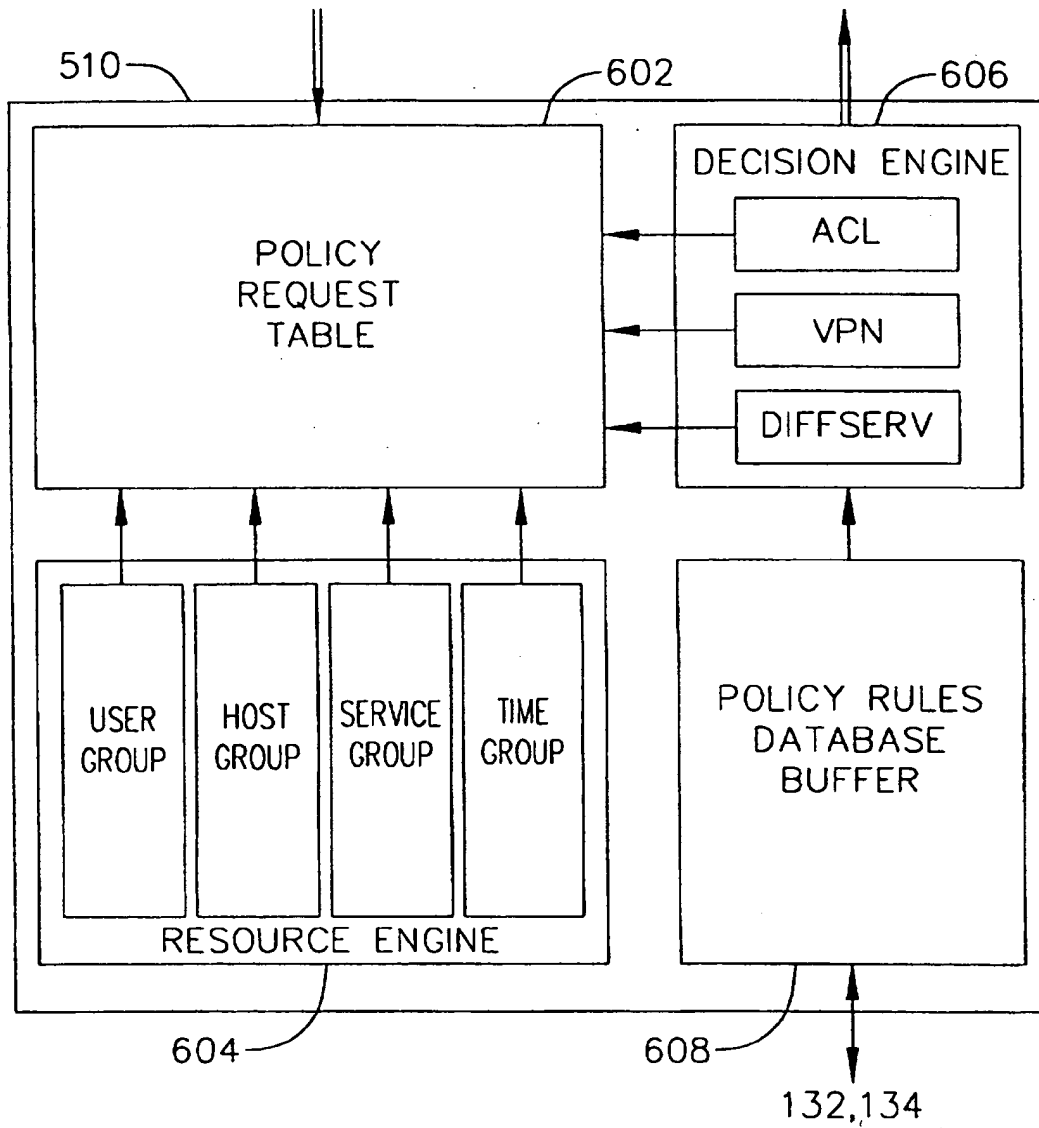 510
602
606
POLICY
REQUEST
TABLE
DECISION ENGINE
ACL
VPN
DIFFSERV
USER
GROUP
HOST
GROUP
SERVICE
GROUP
TIME
GROUP
RESOURCE ENGINE
POLICY RULES
DATABASE
BUFFER
604
608
132,134